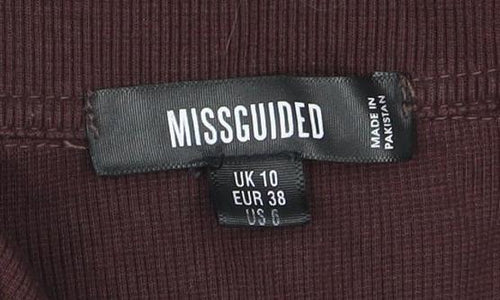 MISSGUIDED
MADE IN
PAKISTAN
UK 10
EUR 38
US 6